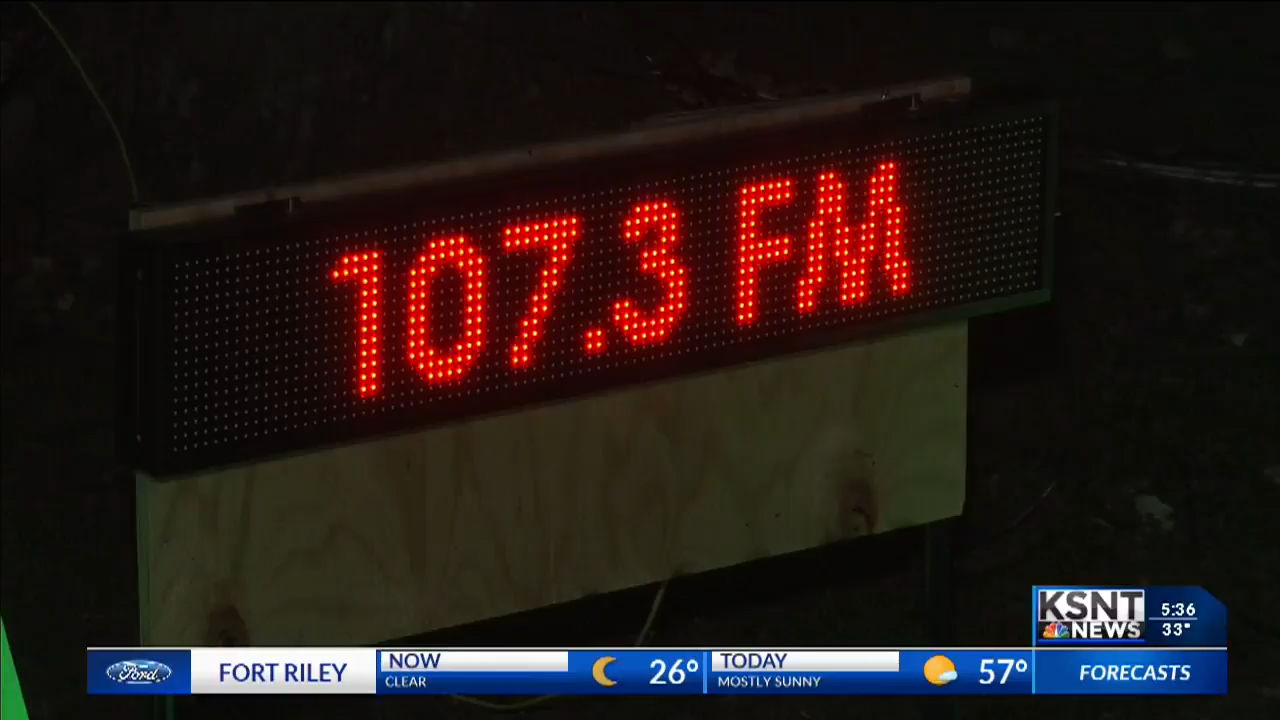 107.3 FM
KSNT
NEWS
5:36
33"
Ford
FORT RILEY
NOW
CLEAR
26°
TODAY
MOSTLY SUNNY
57°
FORECASTS